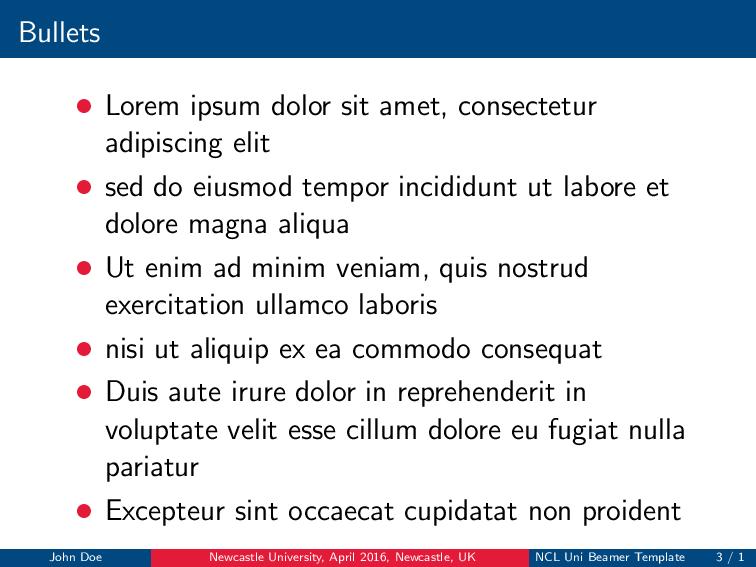 Bullets
Lorem ipsum dolor sit amet, consectetur
adipiscing elit
sed do eiusmod tempor incididunt ut labore et
dolore magna aliqua
Ut enim ad minim veniam, quis nostrud
exercitation ullamco laboris
nisi ut aliquip ex ea commodo consequat
Duis aute irure dolor in reprehenderit in
voluptate velit esse cillum dolore eu fugiat nulla
pariatur
Excepteur sint occaecat cupidatat non proident
John Doe Newcastle University, April 2016, Newcastle, UK NCL Uni Beamer Template 3 / 1